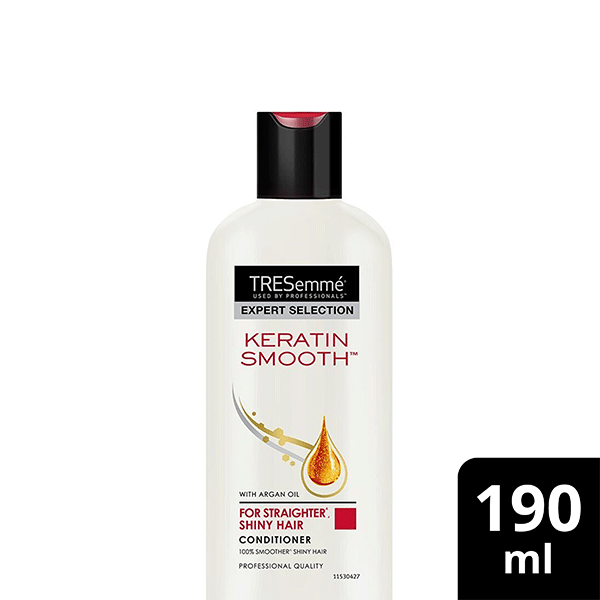 TRESemmé
USED BY PROFESSIONALS™
EXPERT SELECTION
KERATIN
SMOOTH™
WITH ARGAN OIL
FOR STRAIGHTER*,
SHINY HAIR
CONDITIONER
100% SMOOTHER* SHINY HAIR
PROFESSIONAL QUALITY
11530427
190
ml